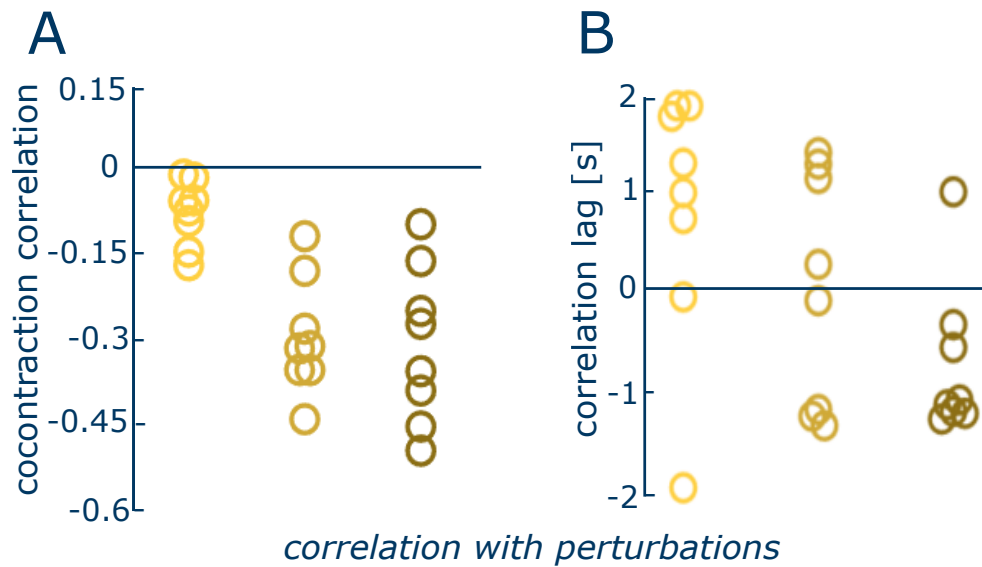 A
B
cocontraction correlation
0.15
0
-0.15
-0.3
-0.45
-0.6
correlation lag [s]
2
1
0
-1
-2
correlation with perturbations